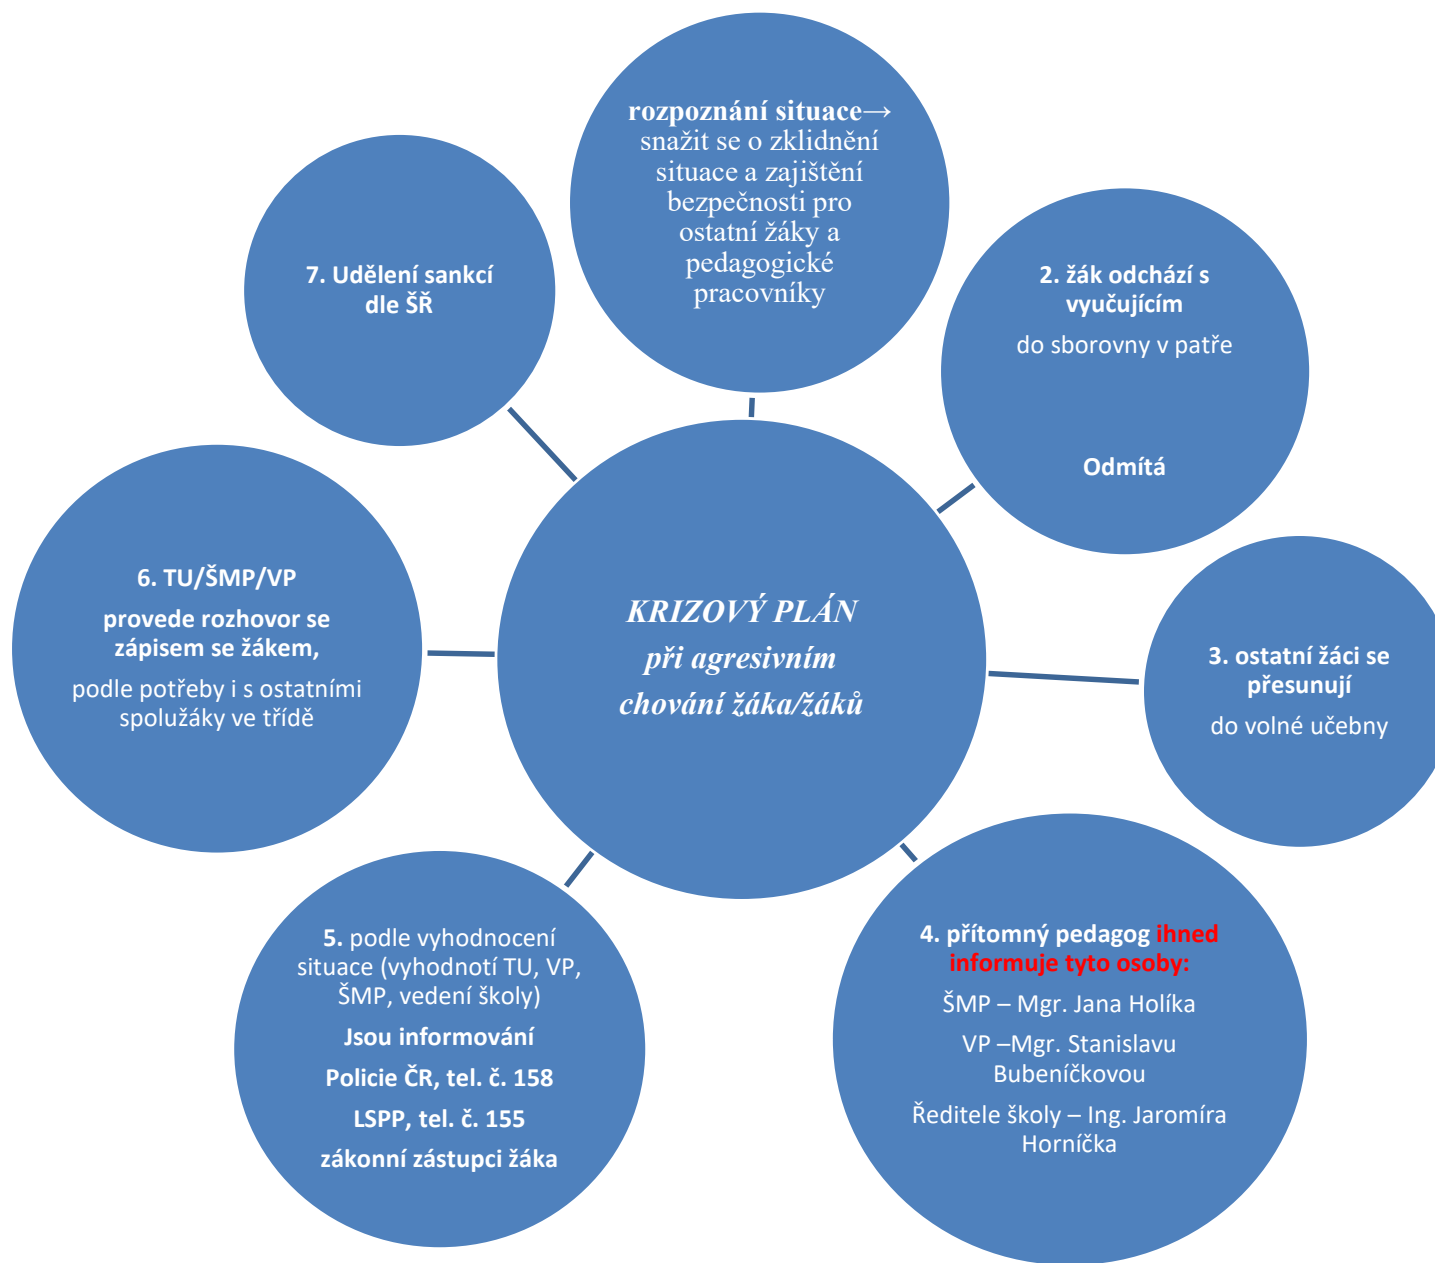 rozpoznání situace→
snažit se o zklidnění
situace a zajištění
bezpečnosti pro
ostatní žáky a
pedagogické
pracovníky
2. žák odchází s
vyučujícím
do sborovny v patře
Odmítá
3. ostatní žáci se
přesunují
do volné učebny
4. přítomný pedagog ihned
informuje tyto osoby:
ŠMP – Mgr. Jana Holíka
VP –Mgr. Stanislavu
Bubeníčkovou
Ředitele školy – Ing. Jaromíra
Horníčka
5. podle vyhodnocení
situace (vyhodnotí TU, VP,
ŠMP, vedení školy)
Jsou informování
Policie ČR, tel. č. 158
LSPP, tel. č. 155
zákonní zástupci žáka
6. TU/ŠMP/VP
provede rozhovor se
zápisem se žákem,
podle potřeby i s ostatními
spolužáky ve třídě
7. Udělení sankcí
dle ŠŘ
KRIZOVÝ PLÁN
při agresivním
chování žáka/žáků